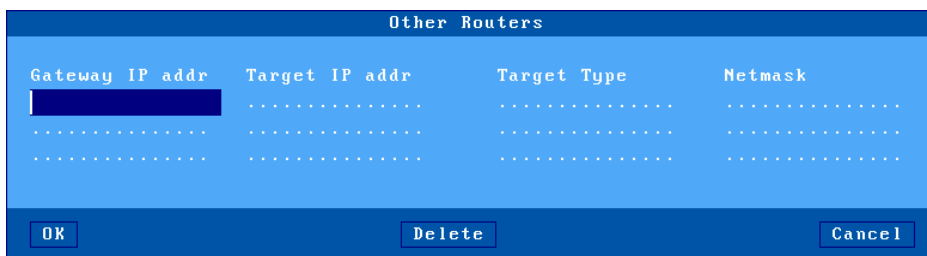 Other Routers
Gateway IP addr Target IP addr Target Type Netmask
............... ............... ...............
............... ............... ............... ...............
............... ............... ............... ...............
OK Delete Cancel